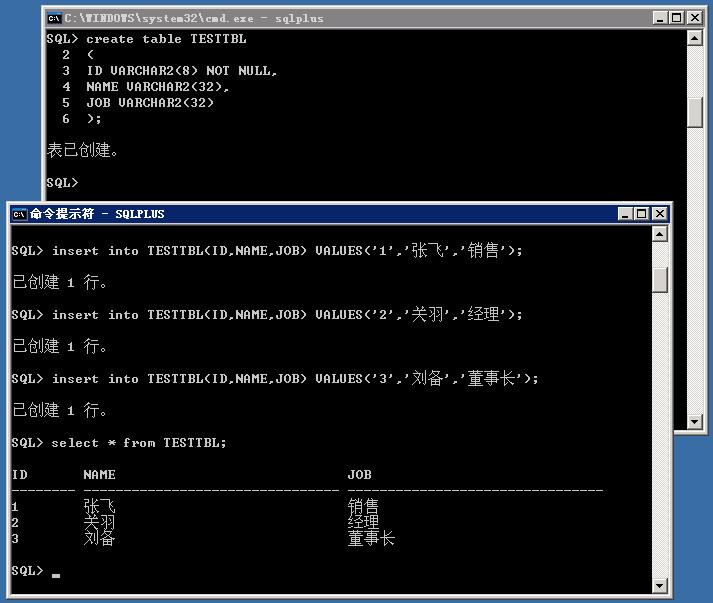 C:\WINDOWS\system32\cmd.exe - sqlplus
SQL> create table TESTTBL
2 (
3 ID VARCHAR2(8) NOT NULL,
4 NAME VARCHAR2(32),
5 JOB VARCHAR2(32)
6 );
表已创建。
SQL>
命令提示符 - SQLPLUS
SQL> insert into TESTTBL(ID,NAME,JOB) VALUES('1','张飞','销售');
已创建 1 行。
SQL> insert into TESTTBL(ID,NAME,JOB) VALUES('2','关羽','经理');
已创建 1 行。
SQL> insert into TESTTBL(ID,NAME,JOB) VALUES('3','刘备','董事长');
已创建 1 行。
SQL> select * from TESTTBL;
ID NAME JOB
-------- -------------------------------- --------------------------------
1 张飞 销售
2 关羽 经理
3 刘备 董事长
SQL> _